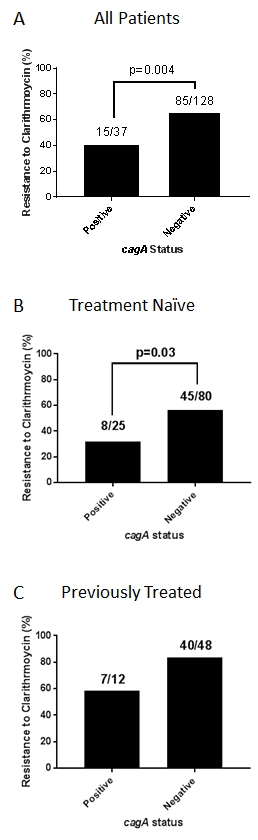 A All Patients
p=0.004
Resistance to Clarithrmoycin (%)
100
80
60
40
20
0
15/37
85/128
Positive
Negative
cagA Status
B Treatment Naïve
p=0.03
Resistance to Clarithrmoycin (%)
100
80
60
40
20
0
8/25
45/80
Positive
Negative
cagA status
C Previously Treated
Resistance to Clarithrmoycin (%)
100
80
60
40
20
0
7/12
40/48
Positive
Negative
cagA status